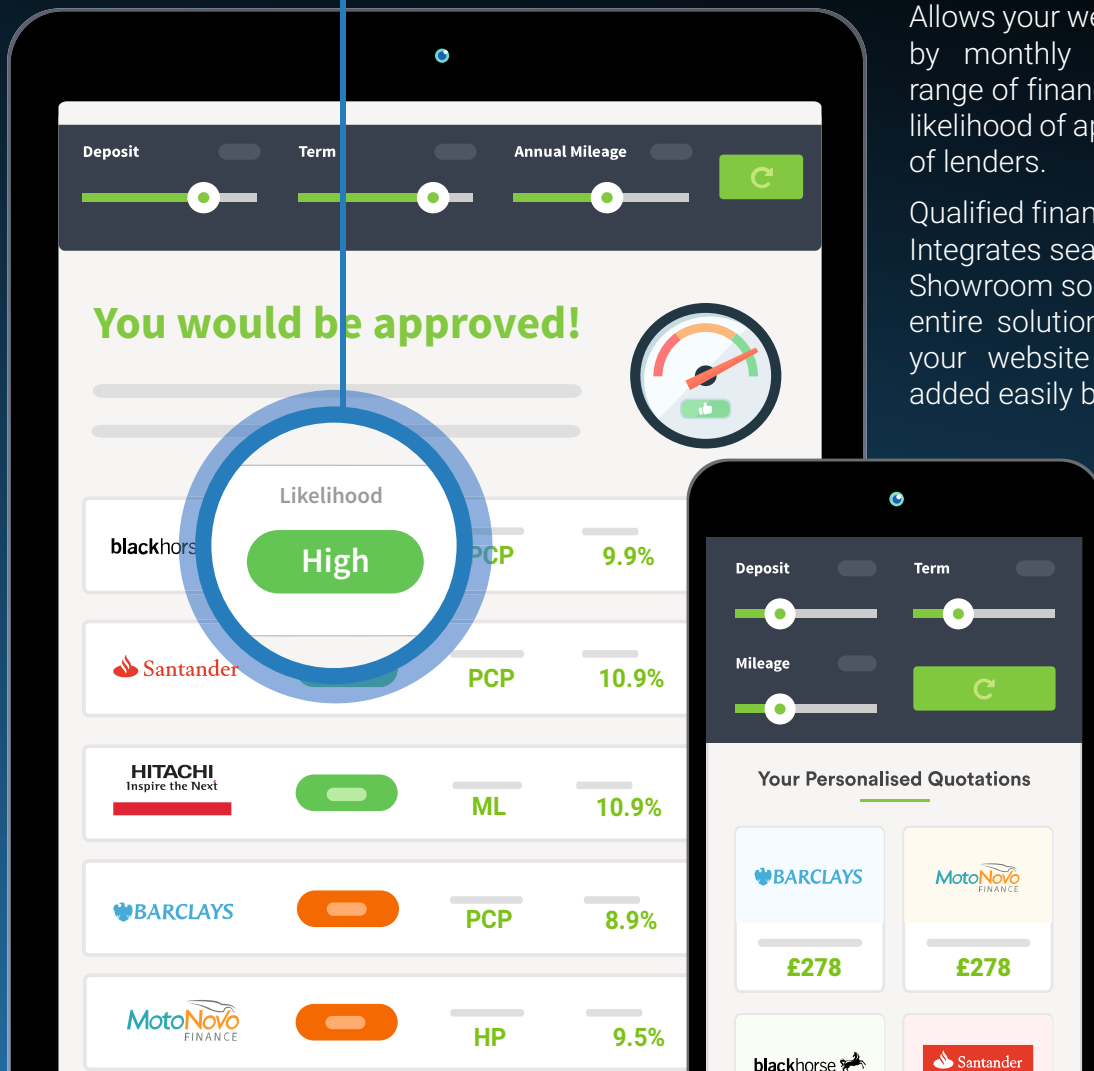 Deposit
Term
Annual Mileage
You would be approved!
Likelihood
High
blackhors
PCP
9.9%
Santander
PCP
10.9%
HITACHI
Inspire the Next
ML
10.9%
BARCLAYS
PCP
8.9%
MotoNovo
FINANCE
HP
9.5%
Allows your we
by monthly
range of financ
likelihood of ap
of lenders.
Qualified finan
Integrates sea
Showroom so
entire solution
your website
added easily b
Deposit
Term
Mileage
Your Personalised Quotations
BARCLAYS
MotoNovo
FINANCE
£278
£278
blackhorse
Santander